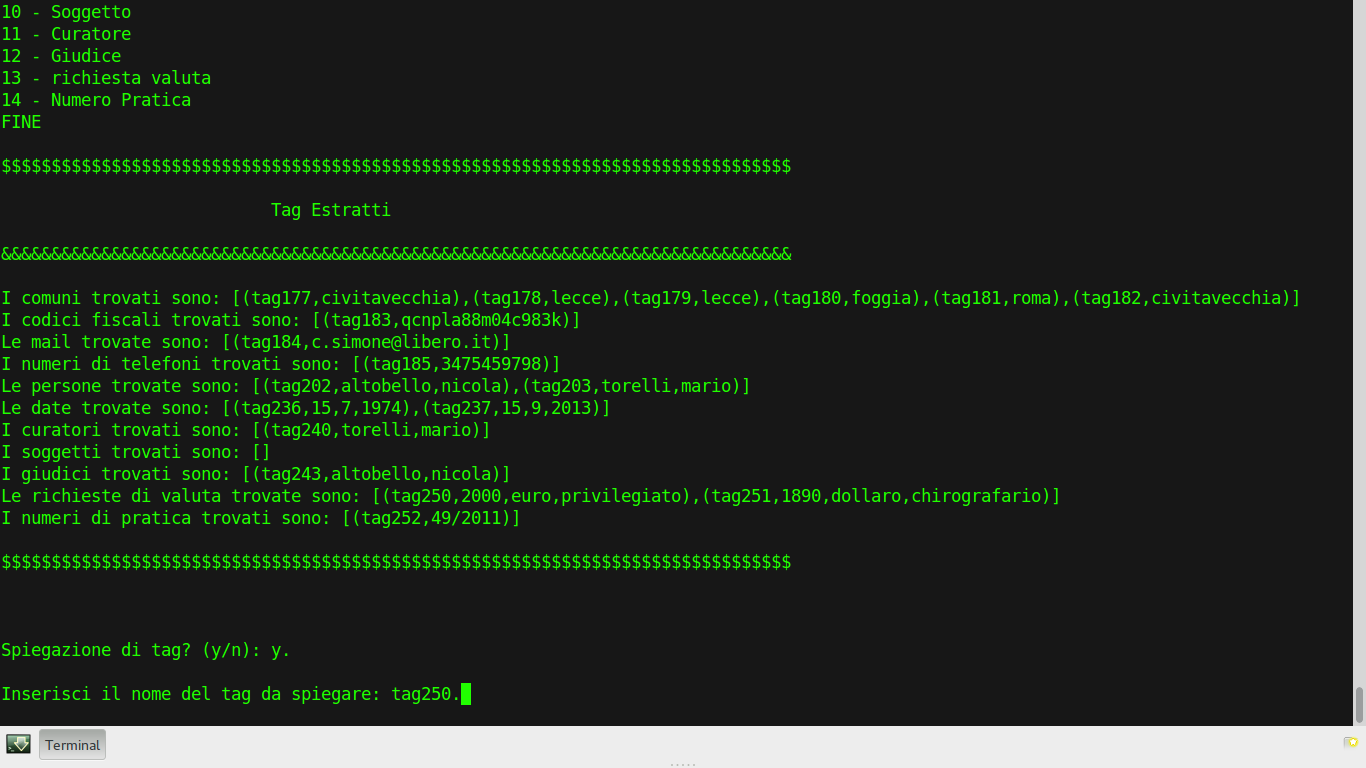 10 - Soggetto
11 - Curatore
12 - Giudice
13 - richiesta valuta
14 - Numero Pratica
FINE
$$$$$$$$$$$$$$$$$$$$$$$$$$$$$$$$$$$$$$$$$$$$$$$$$$$$$$$$$$$$$$$$$$$$$$$$$$$$$$$
Tag Estratti
&&&&&&&&&&&&&&&&&&&&&&&&&&&&&&&&&&&&&&&&&&&&&&&&&&&&&&&&&&&&&&&&&&&&&&&&&&&&&&&
I comuni trovati sono: [(tag177,civitavecchia),(tag178,lecce),(tag179,lecce),(tag180,foggia),(tag181,roma),(tag182,civitavecchia)]
I codici fiscali trovati sono: [(tag183,qcnpla88m04c983k)]
Le mail trovate sono: [(tag184,c.simone@libero.it)]
I numeri di telefoni trovati sono: [(tag185,3475459798)]
Le persone trovate sono: [(tag202,altobello,nicola),(tag203,torelli,mario)]
Le date trovate sono: [(tag236,15,7,1974),(tag237,15,9,2013)]
I curatori trovati sono: [(tag240,torelli,mario)]
I soggetti trovati sono: []
I giudici trovati sono: [(tag243,altobello,nicola)]
Le richieste di valuta trovate sono: [(tag250,2000,euro,privilegiato),(tag251,1890,dollaro,chirografario)]
I numeri di pratica trovati sono: [(tag252,49/2011)]
$$$$$$$$$$$$$$$$$$$$$$$$$$$$$$$$$$$$$$$$$$$$$$$$$$$$$$$$$$$$$$$$$$$$$$$$$$$$$$$
Spiegazione di tag? (y/n): y.
Inserisci il nome del tag da spiegare: tag250.
Terminal